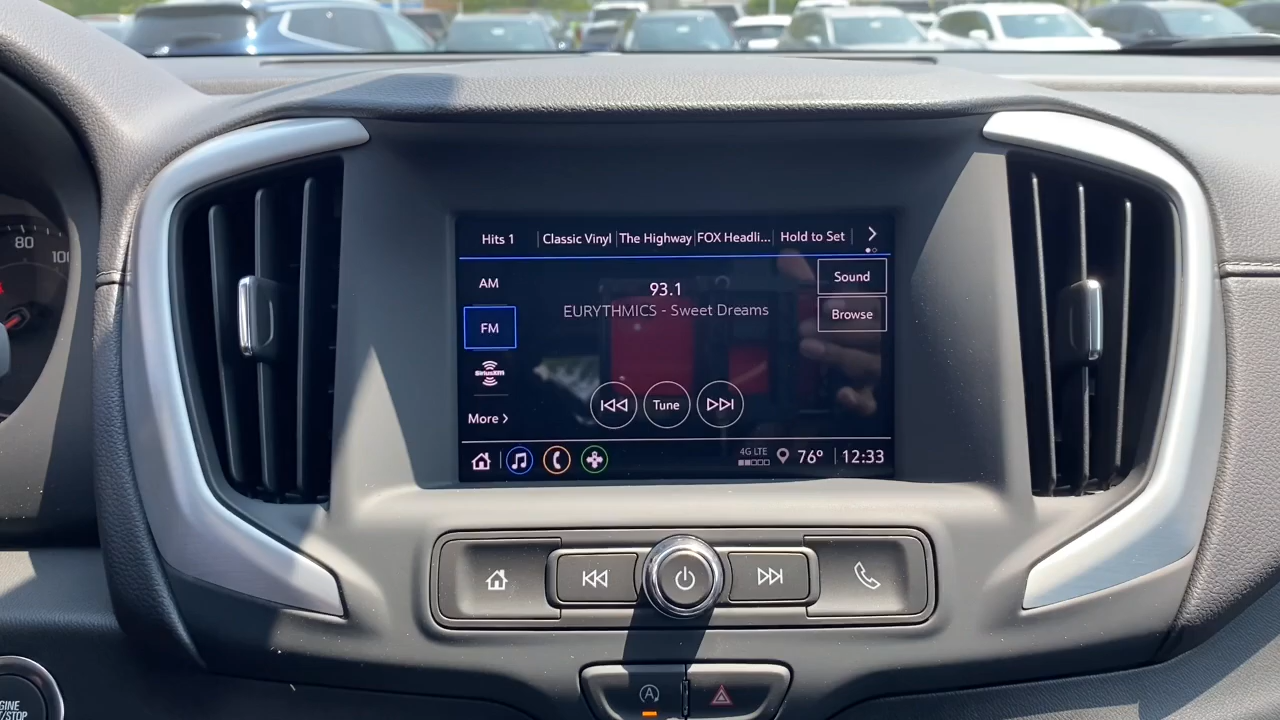 80
100
Hits 1
Classic Vinyl
The Highway
FOX Headli...
Hold to Set
AM
93.1
Sound
EURYTHMICS - Sweet Dreams
FM
Browse
SiriusXM
Tune
More >
4G LTE
76°
12:33
A